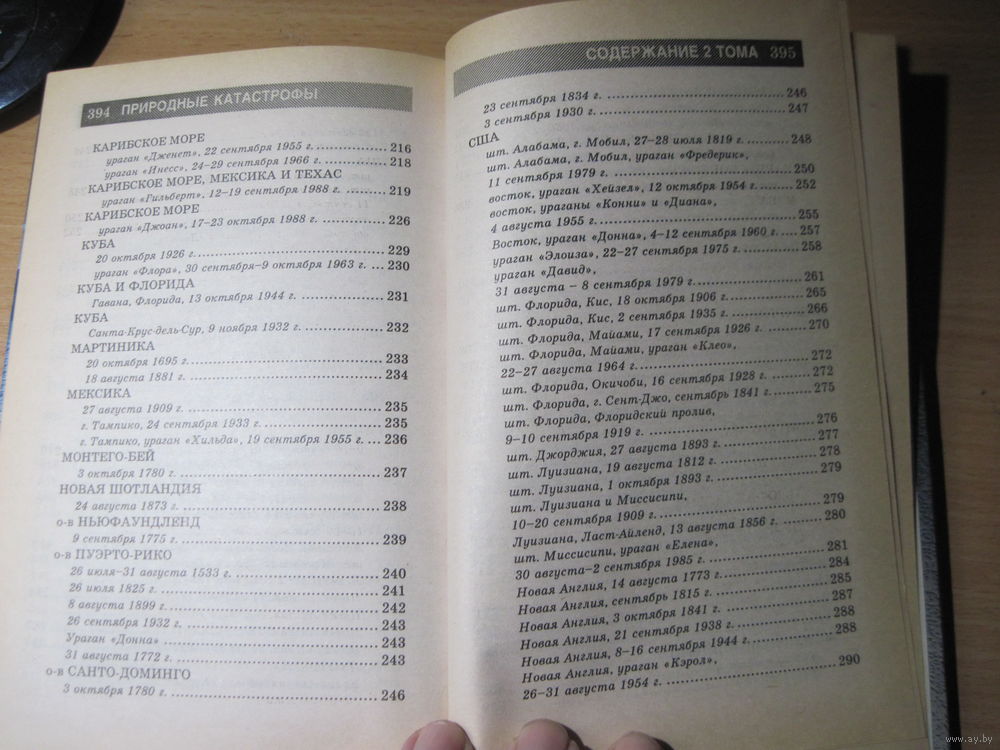 394 ПРИРОДНЫЕ КАТАСТРОФЫ
КАРИБСКОЕ МОРЕ
ураган «Дженет», 22 сентября 1955 г. 216
ураган «Инесс», 24–29 сентября 1966 г. 218
КАРИБСКОЕ МОРЕ, МЕКСИКА И ТЕХАС
ураган «Гильберт», 12–19 сентября 1988 г. 219
КАРИБСКОЕ МОРЕ
ураган «Джоан», 17–23 октября 1988 г. 226
КУБА
20 октября 1926 г. 229
ураган «Флора», 30 сентября–9 октября 1963 г. ... 230
КУБА И ФЛОРИДА
Гавана, Флорида, 13 октября 1944 г. 231
КУБА
Санта-Крус-дель-Сур, 9 ноября 1932 г. 232
МАРТИНИКА
20 октября 1695 г. 233
18 августа 1881 г. 234
МЕКСИКА
27 августа 1909 г. 235
г. Тампико, 24 сентября 1933 г. 235
г. Тампико, ураган «Хильда», 19 сентября 1955 г. ... 236
МОНТЕГО-БЕЙ
3 октября 1780 г. 237
НОВАЯ ШОТЛАНДИЯ
24 августа 1873 г. 238
о-в НЬЮФАУНДЛЕНД
9 сентября 1775 г. 239
о-в ПУЭРТО-РИКО
26 июля–31 августа 1533 г. 240
26 июля 1825 г. 241
8 августа 1899 г. 242
26 сентября 1932 г. 243
Ураган «Донна» 243
31 августа 1772 г. 243
о-в САНТО-ДОМИНГО
3 октября 1780 г. 246
СОДЕРЖАНИЕ 2 ТОМА 395
23 сентября 1834 г. 246
3 сентября 1930 г. 247
США
шт. Алабама, г. Мобил, 27–28 июля 1819 г. 248
шт. Алабама, г. Мобил, ураган «Фредерик»,
11 сентября 1979 г. 250
восток, ураган «Хейзел», 12 октября 1954 г. 252
восток, ураганы «Конни» и «Диана»,
4 августа 1955 г. 255
Восток, ураган «Донна», 4–12 сентября 1960 г. 257
ураган «Элоиза», 22–27 сентября 1975 г. 258
ураган «Давид»,
31 августа – 8 сентября 1979 г. 261
шт. Флорида, Кис, 18 октября 1906 г. 265
шт. Флорида, Кис, 2 сентября 1935 г. 266
шт. Флорида, Майами, 17 сентября 1926 г. 270
шт. Флорида, Майами, ураган «Клео»,
22–27 августа 1964 г. 272
шт. Флорида, Окичоби, 16 сентября 1928 г. 272
шт. Флорида, г. Сент-Джо, сентябрь 1841 г. 275
шт. Флорида, Флоридский пролив,
9–10 сентября 1919 г. 276
шт. Джорджия, 27 августа 1893 г. 277
шт. Луизиана, 19 августа 1812 г. 278
шт. Луизиана, 1 октября 1893 г. 279
шт. Луизиана и Миссисипи,
10–20 сентября 1909 г. 279
Луизиана, Ласт-Айленд, 13 августа 1856 г. 280
шт. Миссисипи, ураган «Елена»,
30 августа–2 сентября 1985 г. 281
Новая Англия, 14 августа 1773 г. 284
Новая Англия, сентябрь 1815 г. 285
Новая Англия, 3 октября 1841 г. 287
Новая Англия, 21 сентября 1938 г. 288
Новая Англия, 8–16 сентября 1944 г. 288
Новая Англия, ураган «Кэрол»,
26–31 августа 1954 г. 290
www.ay.by